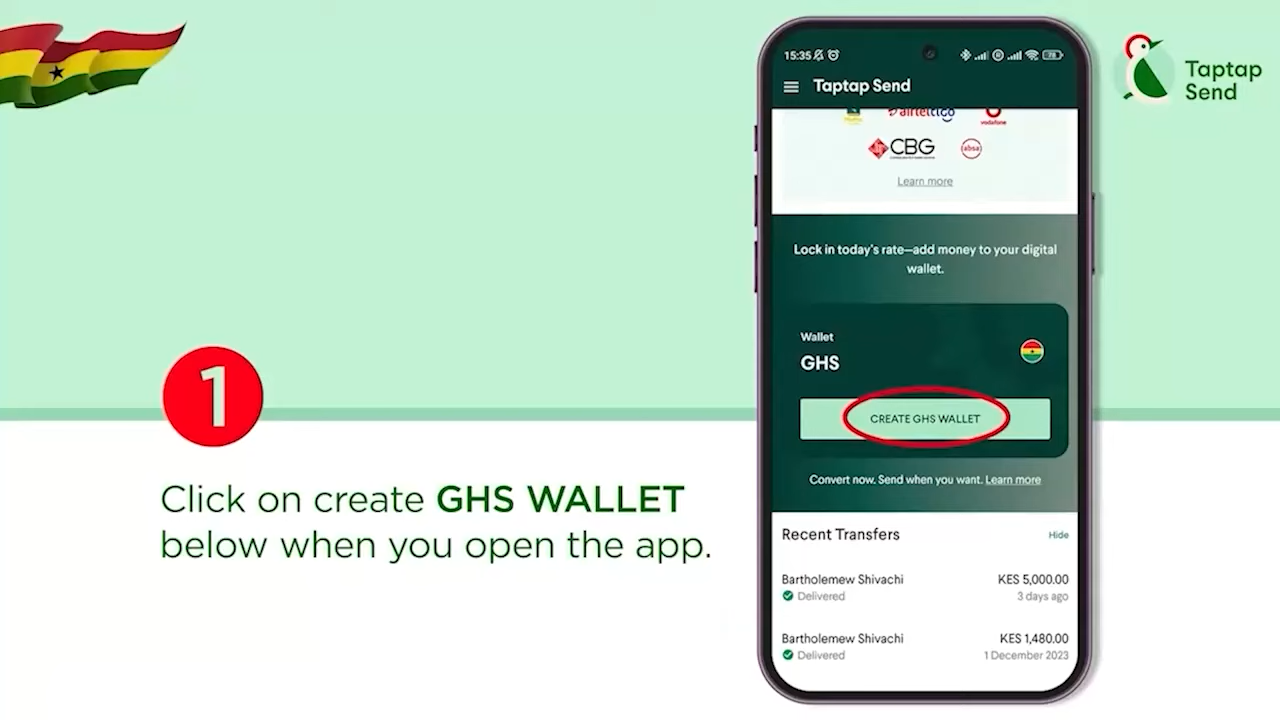 1
Click on create GHS WALLET
below when you open the app.
15:35
78
Taptap Send
airteltigo
vodafone
CBG
absa
Learn more
Lock in today's rate—add money to your digital
wallet.
Wallet
GHS
CREATE GHS WALLET
Convert now. Send when you want. Learn more
Recent Transfers
Hide
Bartholemew Shivachi
KES 5,000.00
Delivered
3 days ago
Bartholemew Shivachi
KES 1,480.00
Delivered
1 December 2023
Taptap
Send